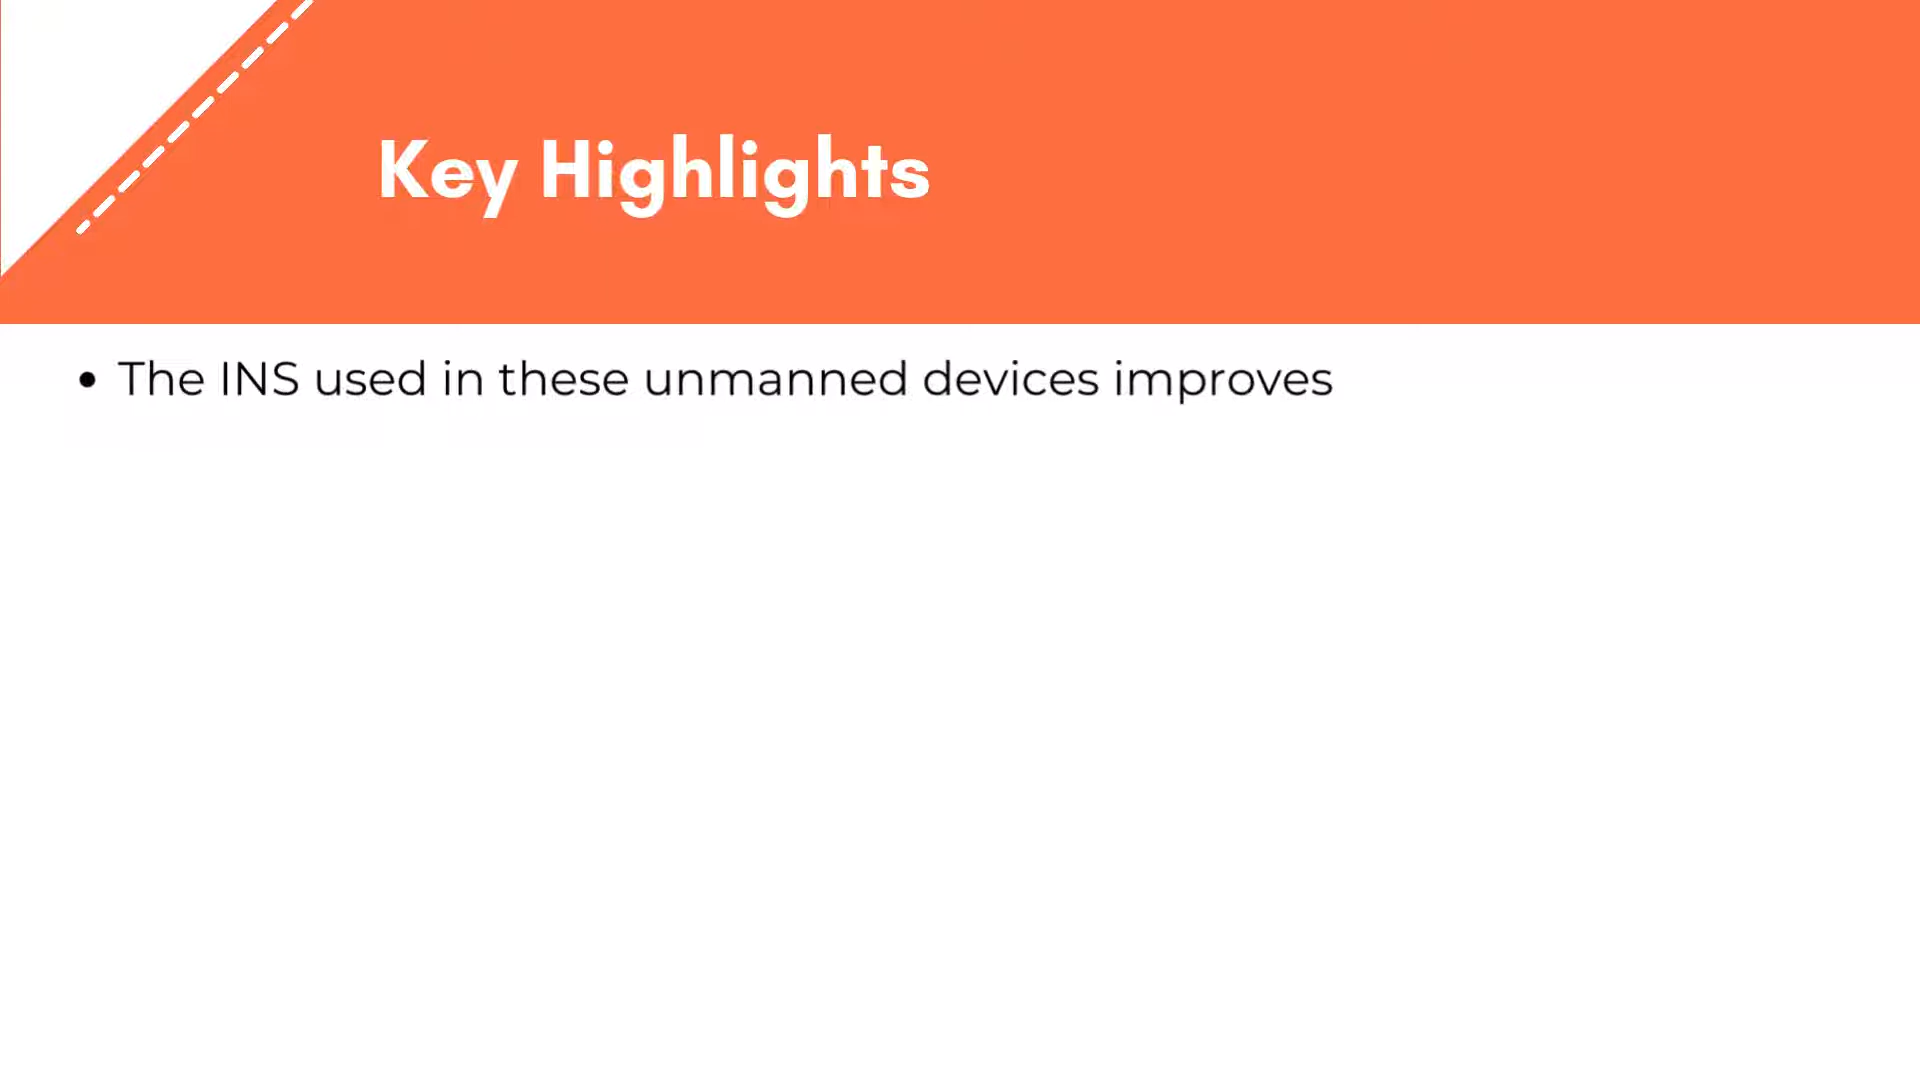 Key Highlights
• The INS used in these unmanned devices improves